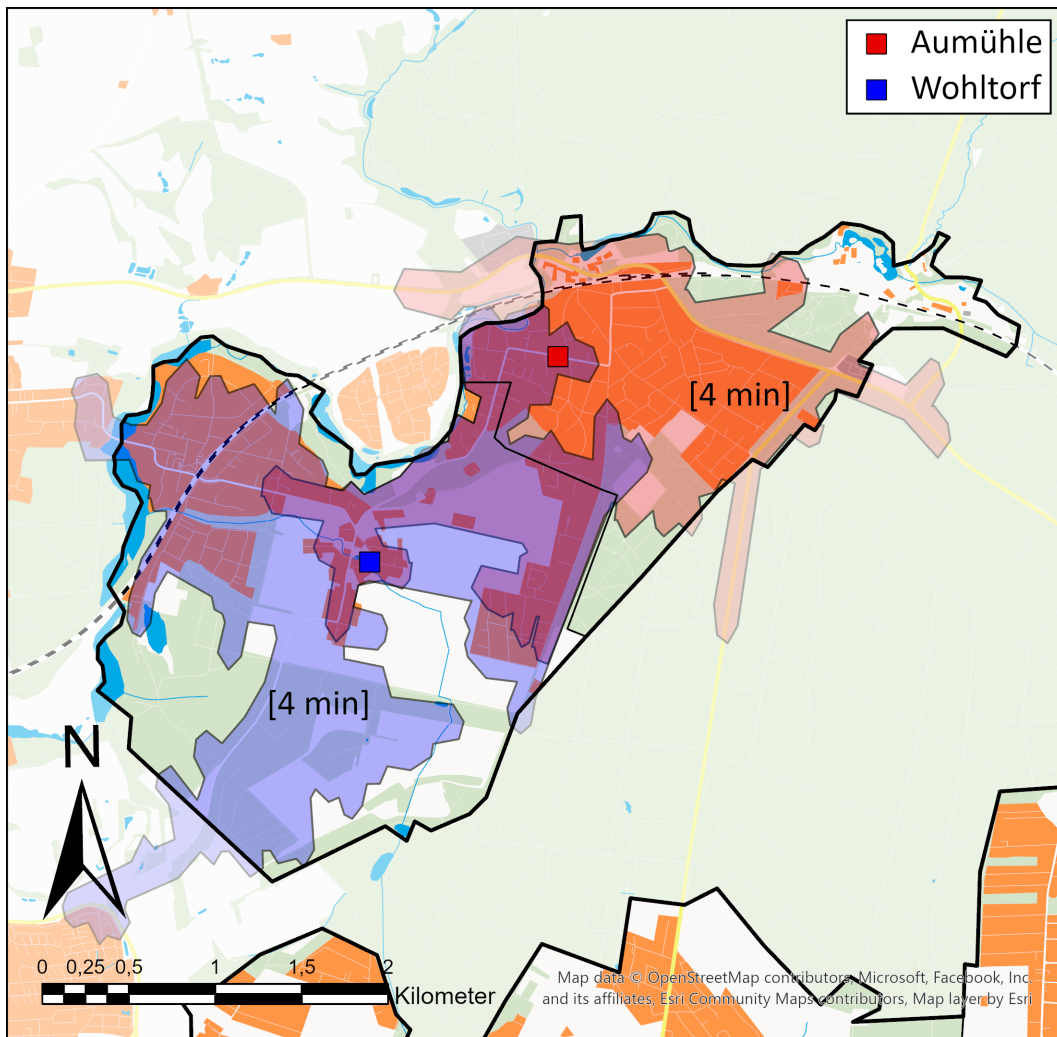 Aumühle
Wohltorf
[4 min]
[4 min]
N
0 0,25 0,5 1 1,5 2
Kilometer
Map data © OpenStreetMap contributors, Microsoft, Facebook, Inc.
and its affiliates, Esri Community Maps contributors, Map layer by Esri